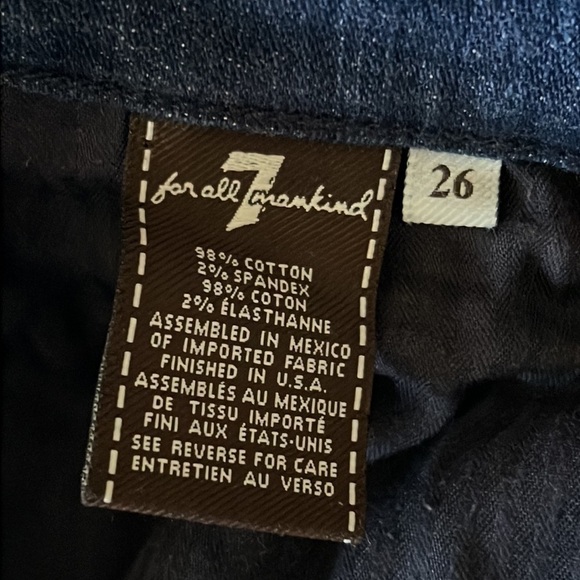 for all 7 mankind
26
98% COTTON
2% SPANDEX
98% COTON
2% ÉLASTHANNE
ASSEMBLED IN MEXICO
OF IMPORTED FABRIC
FINISHED IN U.S.A.
ASSEMBLÉS AU MEXIQUE
DE TISSU IMPORTÉ
FINI AUX ÉTATS-UNIS
SEE REVERSE FOR CARE
ENTRETIEN AU VERSO